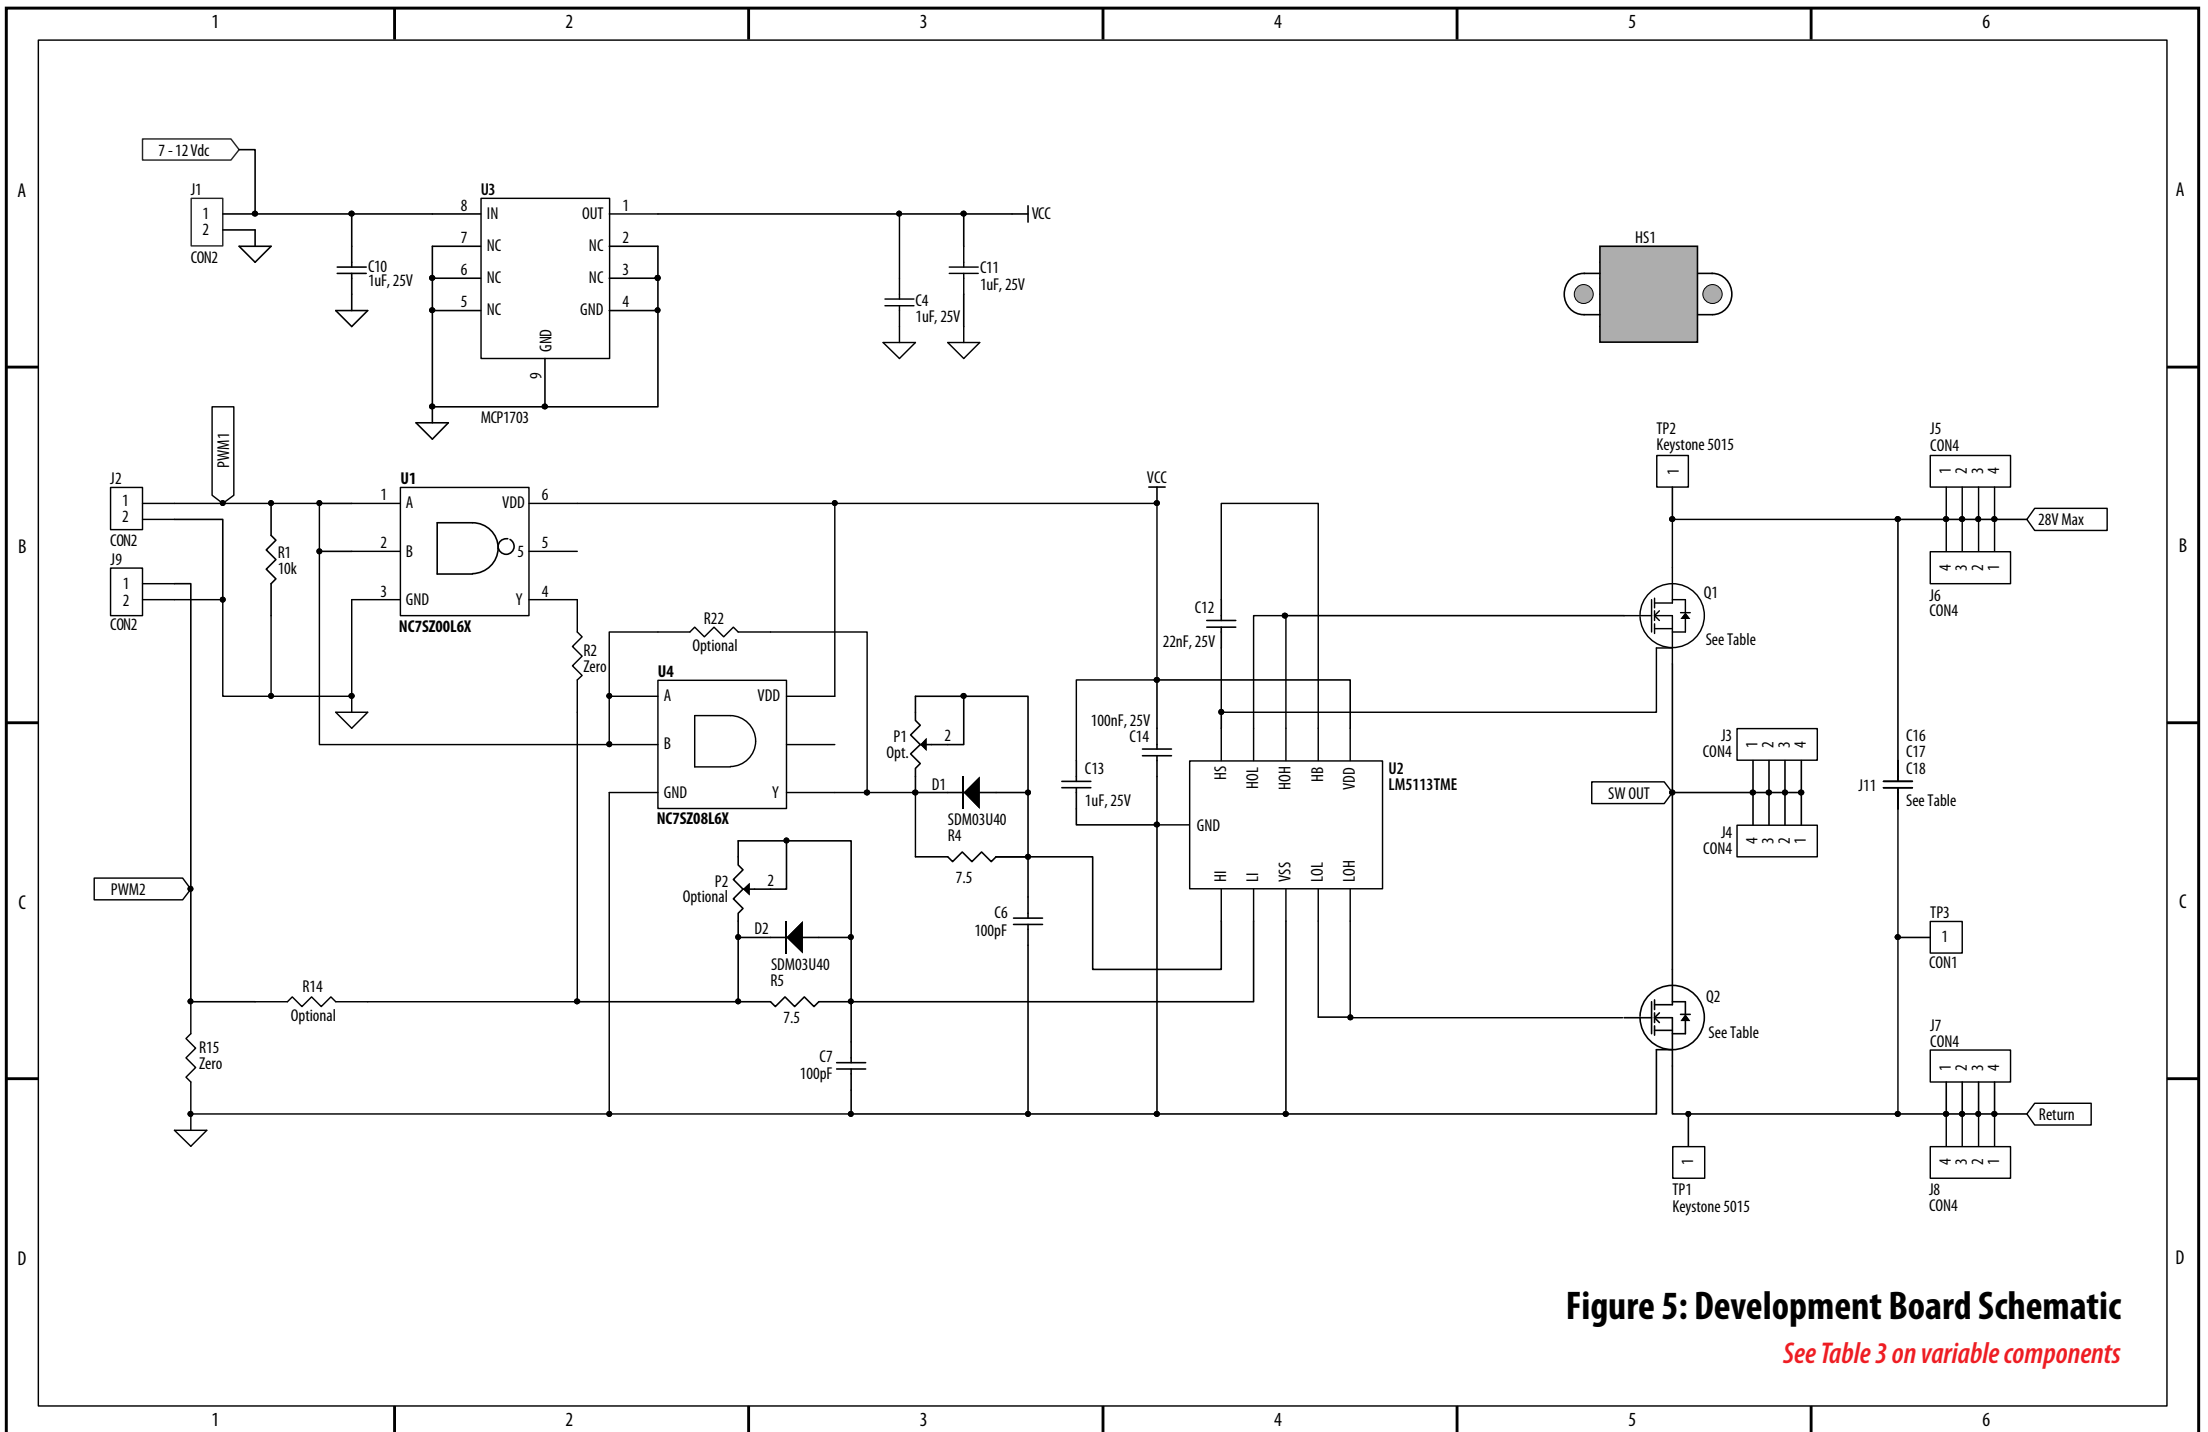 1 2 3 4 5 6
A A
B B
C C
D D
7 - 12 Vdc
J1
1
2
CON2
C10
1uF, 25V
U3
8 IN OUT 1
7 NC NC 2
6 NC NC 3
5 NC GND 4
GND
9
MCP1703
C4
1uF, 25V
C11
1uF, 25V
VCC
HS1
PWM1
J2
1
2
CON2
J9
1
2
CON2
R1
10k
U1
1 A VDD 6
2 B 5 5
3 GND Y 4
NC7SZ00L6X
R2
Zero
R22
Optional
U4
A VDD
B
GND Y
NC7SZ08L6X
P1
Opt.
2
D1
SDM03U40
R4
7.5
P2
Optional
2
D2
SDM03U40
R5
7.5
C6
100pF
C7
100pF
PWM2
R14
Optional
R15
Zero
VCC
C12
22nF, 25V
100nF, 25V
C14
C13
1uF, 25V
HS HOL HOH HB VDD
U2
LM5113TME
GND
HI LI VSS LOL LOH
TP2
Keystone 5015
1
Q1
See Table
SW OUT
J3
CON4
1 2 3 4
J4
CON4
4 3 2 1
Q2
See Table
TP1
Keystone 5015
1
J5
CON4
1 2 3 4
28V Max
4 3 2 1
J6
CON4
C16
C17
C18
J11
See Table
TP3
1
CON1
J7
CON4
1 2 3 4
Return
4 3 2 1
J8
CON4
Figure 5: Development Board Schematic
See Table 3 on variable components
1 2 3 4 5 6